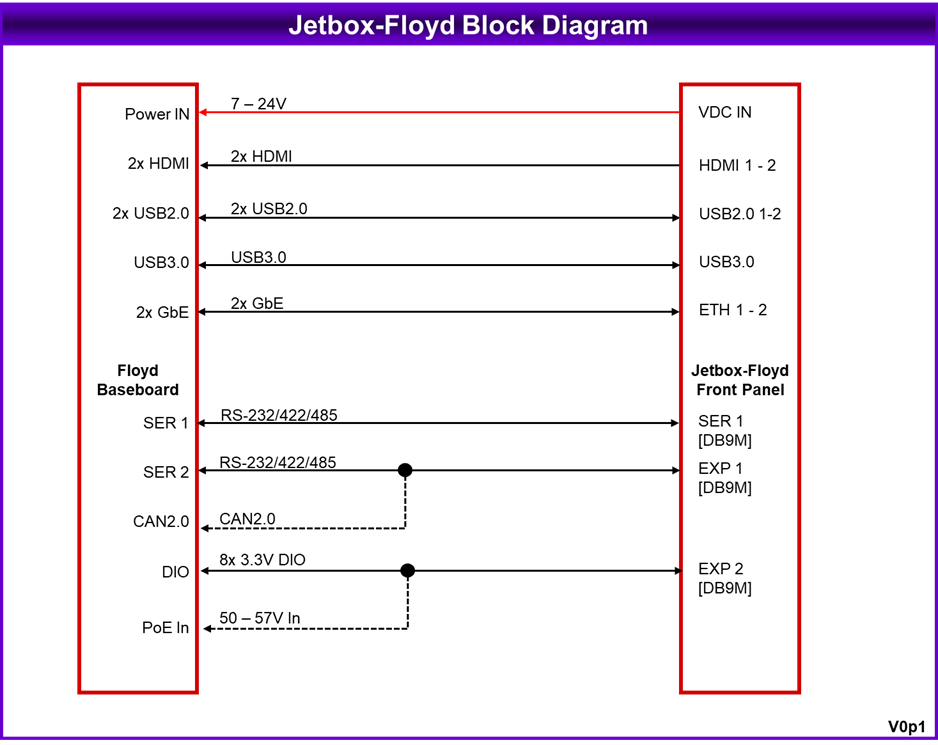 Jetbox-Floyd Block Diagram
Power IN
7 – 24V
VDC IN
2x HDMI
2x HDMI
HDMI 1 - 2
2x USB2.0
2x USB2.0
USB2.0 1-2
USB3.0
USB3.0
USB3.0
2x GbE
2x GbE
ETH 1 - 2
Floyd
Baseboard
Jetbox-Floyd
Front Panel
SER 1
RS-232/422/485
SER 1
[DB9M]
SER 2
RS-232/422/485
EXP 1
[DB9M]
CAN2.0
CAN2.0
DIO
8x 3.3V DIO
EXP 2
[DB9M]
PoE In
50 – 57V In
V0p1